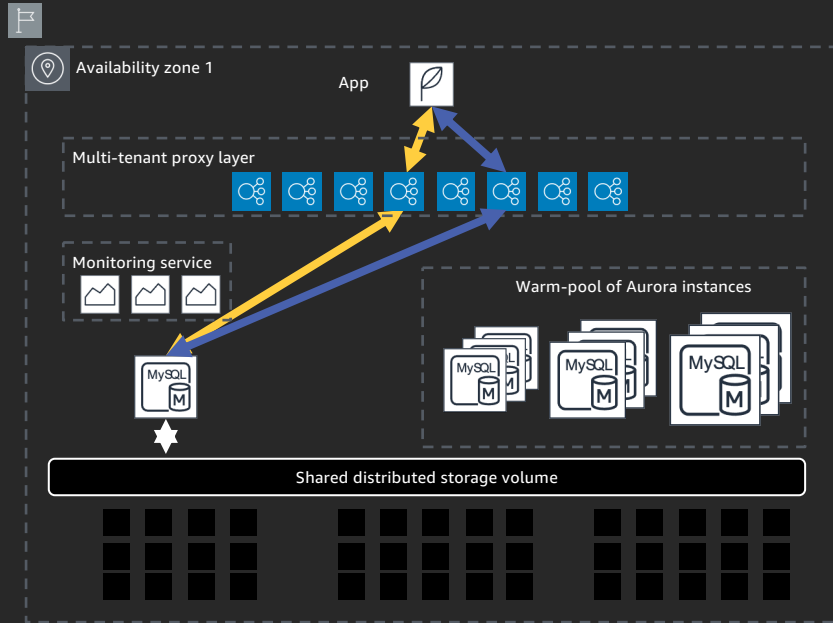 Availability zone 1
App
Multi-tenant proxy layer
Monitoring service
Warm-pool of Aurora instances
MySQL
M
MySQL
M
MySQL
M
MySQL
M
Shared distributed storage volume